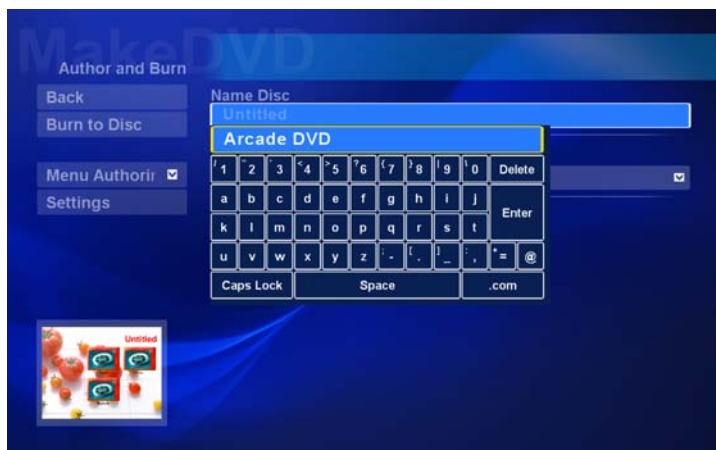 MakeDVD
Author and Burn
Back
Burn to Disc
Menu Authorir
Settings
Name Disc
Untitled
Arcade DVD
1 2 3 < 4 > 5 ? 6 { 7 } 8 | 9 \ 0 Delete
a b c d e f g h i j
Enter
k l m n o p q r s t
u v w x y z - [ . ] _ , = @
Caps Lock Space .com
Untitled